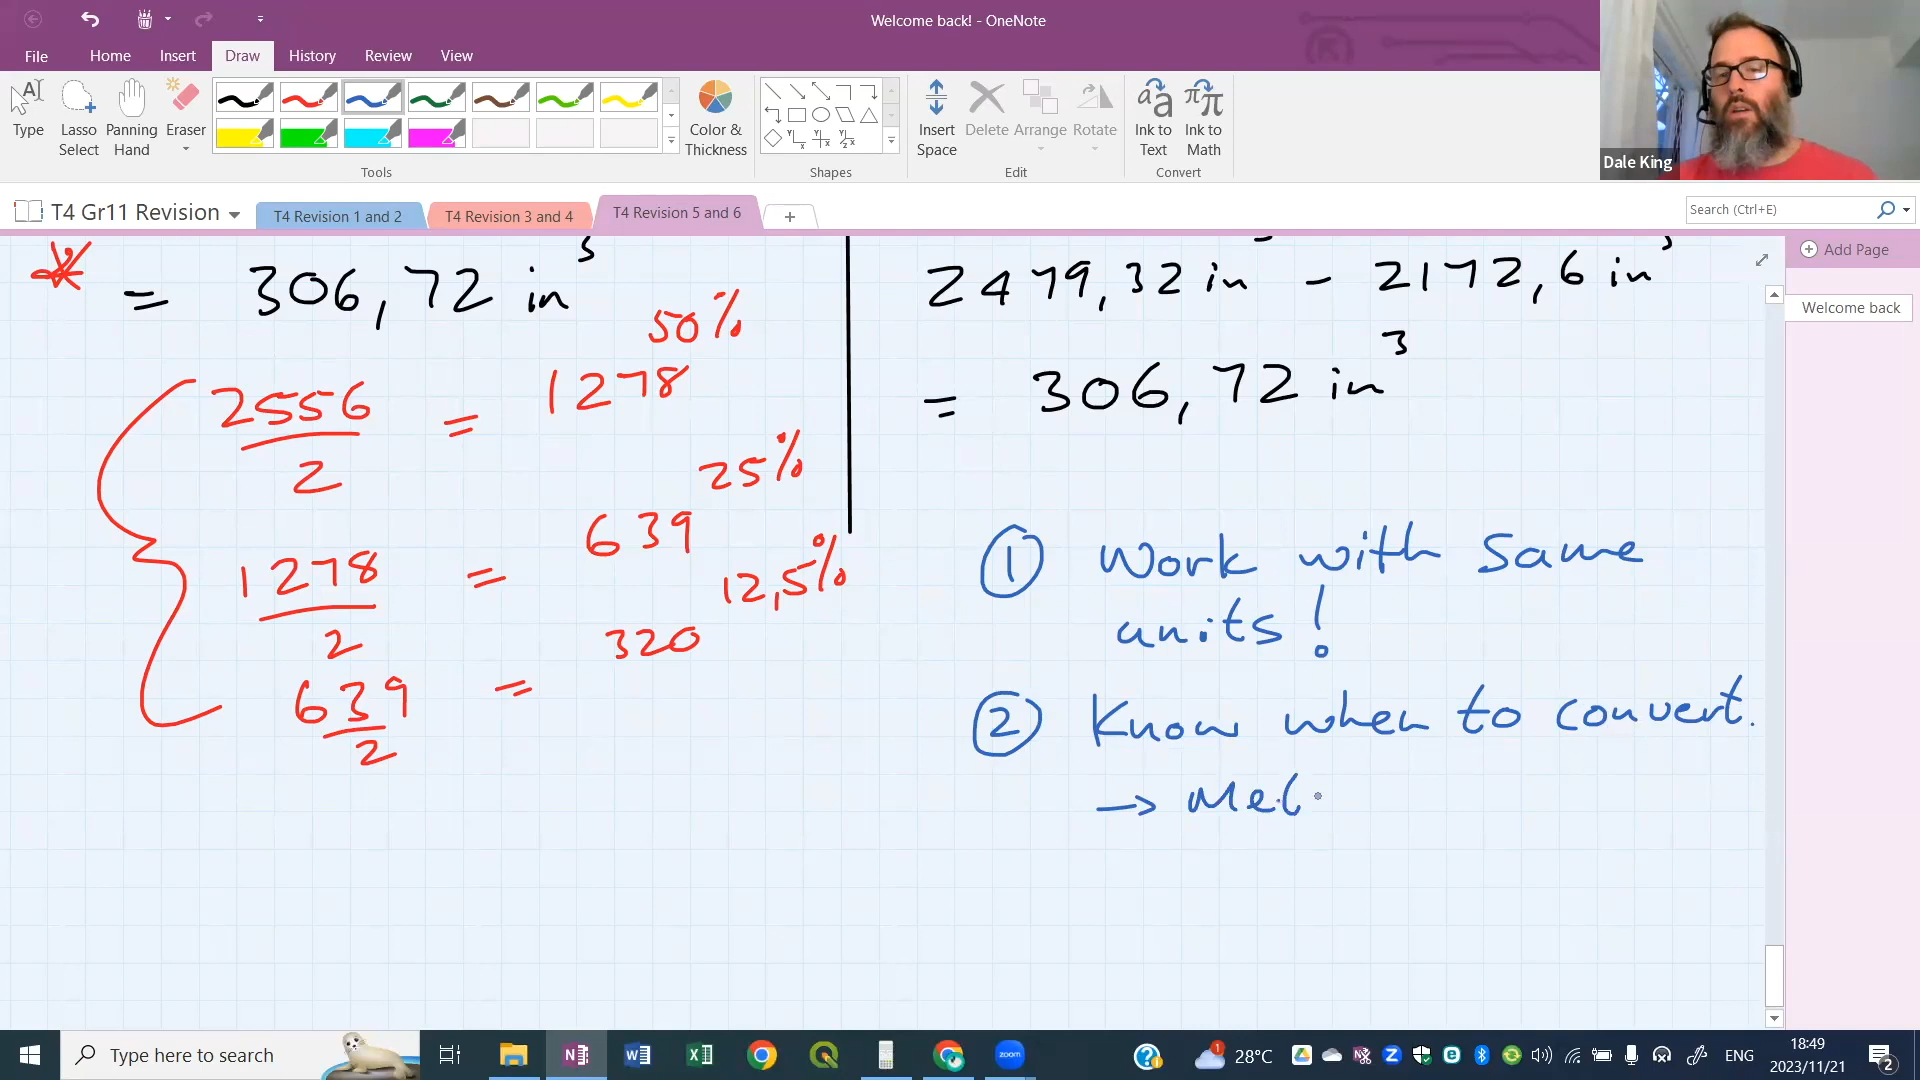 Welcome back! - OneNote
File Home Insert Draw History Review View
Type
Lasso Select
Panning Hand
Eraser
Color & Thickness
Insert Space
Delete
Arrange
Rotate
Ink to Text
Ink to Math
Tools
Shapes
Edit
Convert
Dale King
T4 Gr11 Revision
T4 Revision 1 and 2
T4 Revision 3 and 4
T4 Revision 5 and 6
Search (Ctrl+E)
Add Page
Welcome back
= 306,72 in³
50%
2556/2 = 1278
25%
1278/2 = 639
12,5%
639/2 = 320
2479,32 in - 2172,6 in³
= 306,72 in³
① Work with same
units!
② Know when to convert.
→
Type here to search
28°C
ENG
18:49
2023/11/21
2